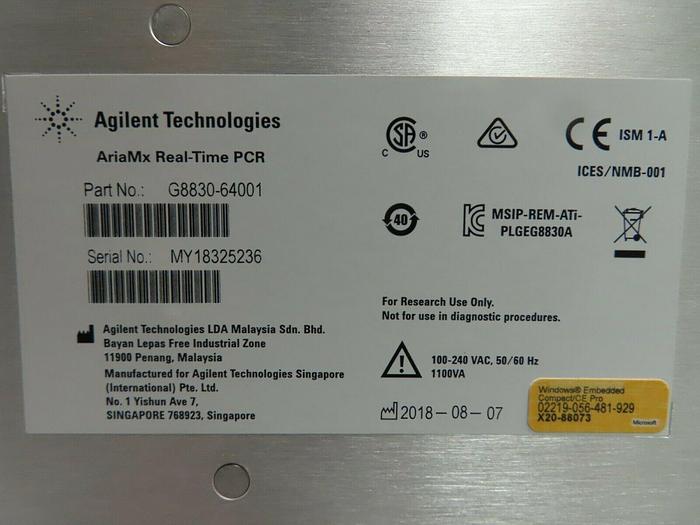 Agilent Technologies
AriaMx Real-Time PCR
Part No.: G8830-64001
Serial No.: MY18325236
Agilent Technologies LDA Malaysia Sdn. Bhd.
Bayan Lepas Free Industrial Zone
11900 Penang, Malaysia
Manufactured for Agilent Technologies Singapore
(International) Pte. Ltd.
No. 1 Yishun Ave 7,
SINGAPORE 768923, Singapore
SA ®
C US
CE ISM 1-A
ICES/NMB-001
40
MSIP-REM-ATi-
PLGEG8830A
For Research Use Only.
Not for use in diagnostic procedures.
100-240 VAC, 50/60 Hz
1100VA
2018-08-07
Windows® Embedded
Compact/CE Pro
02219-056-481-929
X20-88073
Microsoft